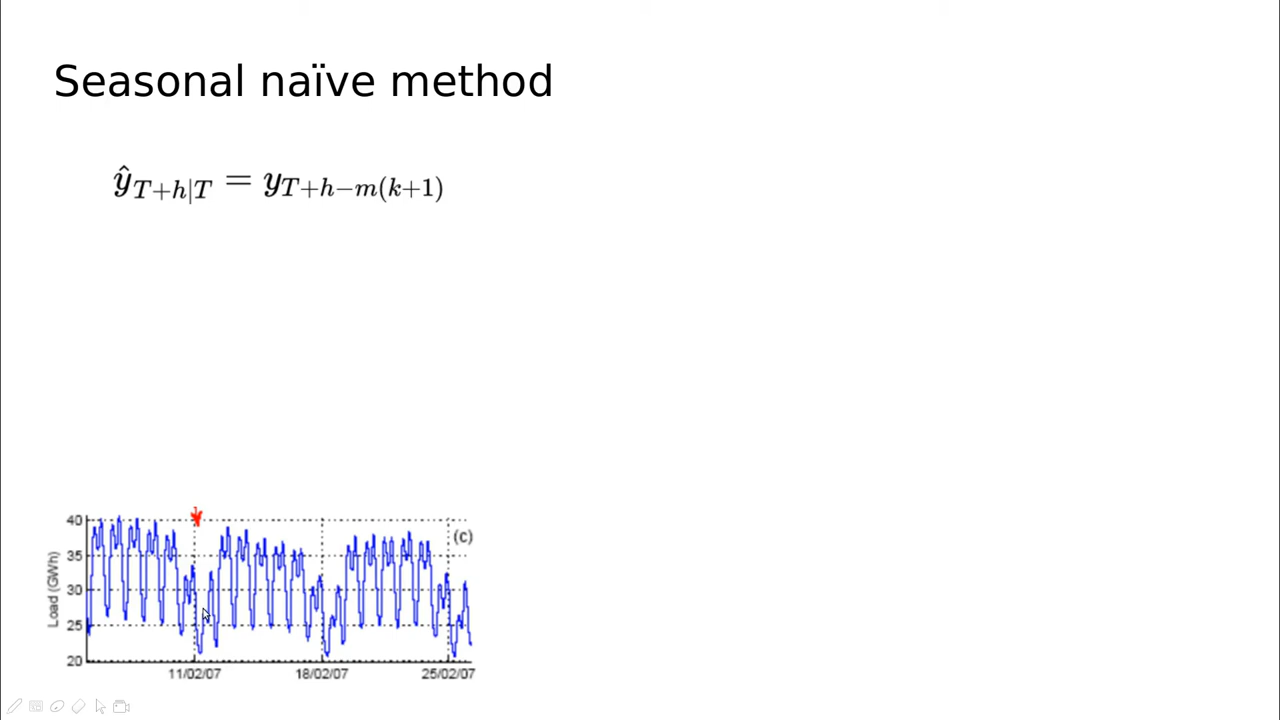 Seasonal naïve method
ŷ_{T+h|T} = y_{T+h−m(k+1)}
40
35
30
25
20
Load (GWh)
(c)
11/02/07 18/02/07 25/02/07